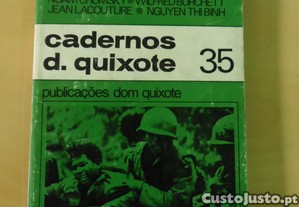 NOAM CHOMSKY * WILFRED BURCHETT
JEAN LACOUTURE * NGUYEN THI BINH
cadernos
d. quixote 35
publicações dom quixote
CustoJusto.pt